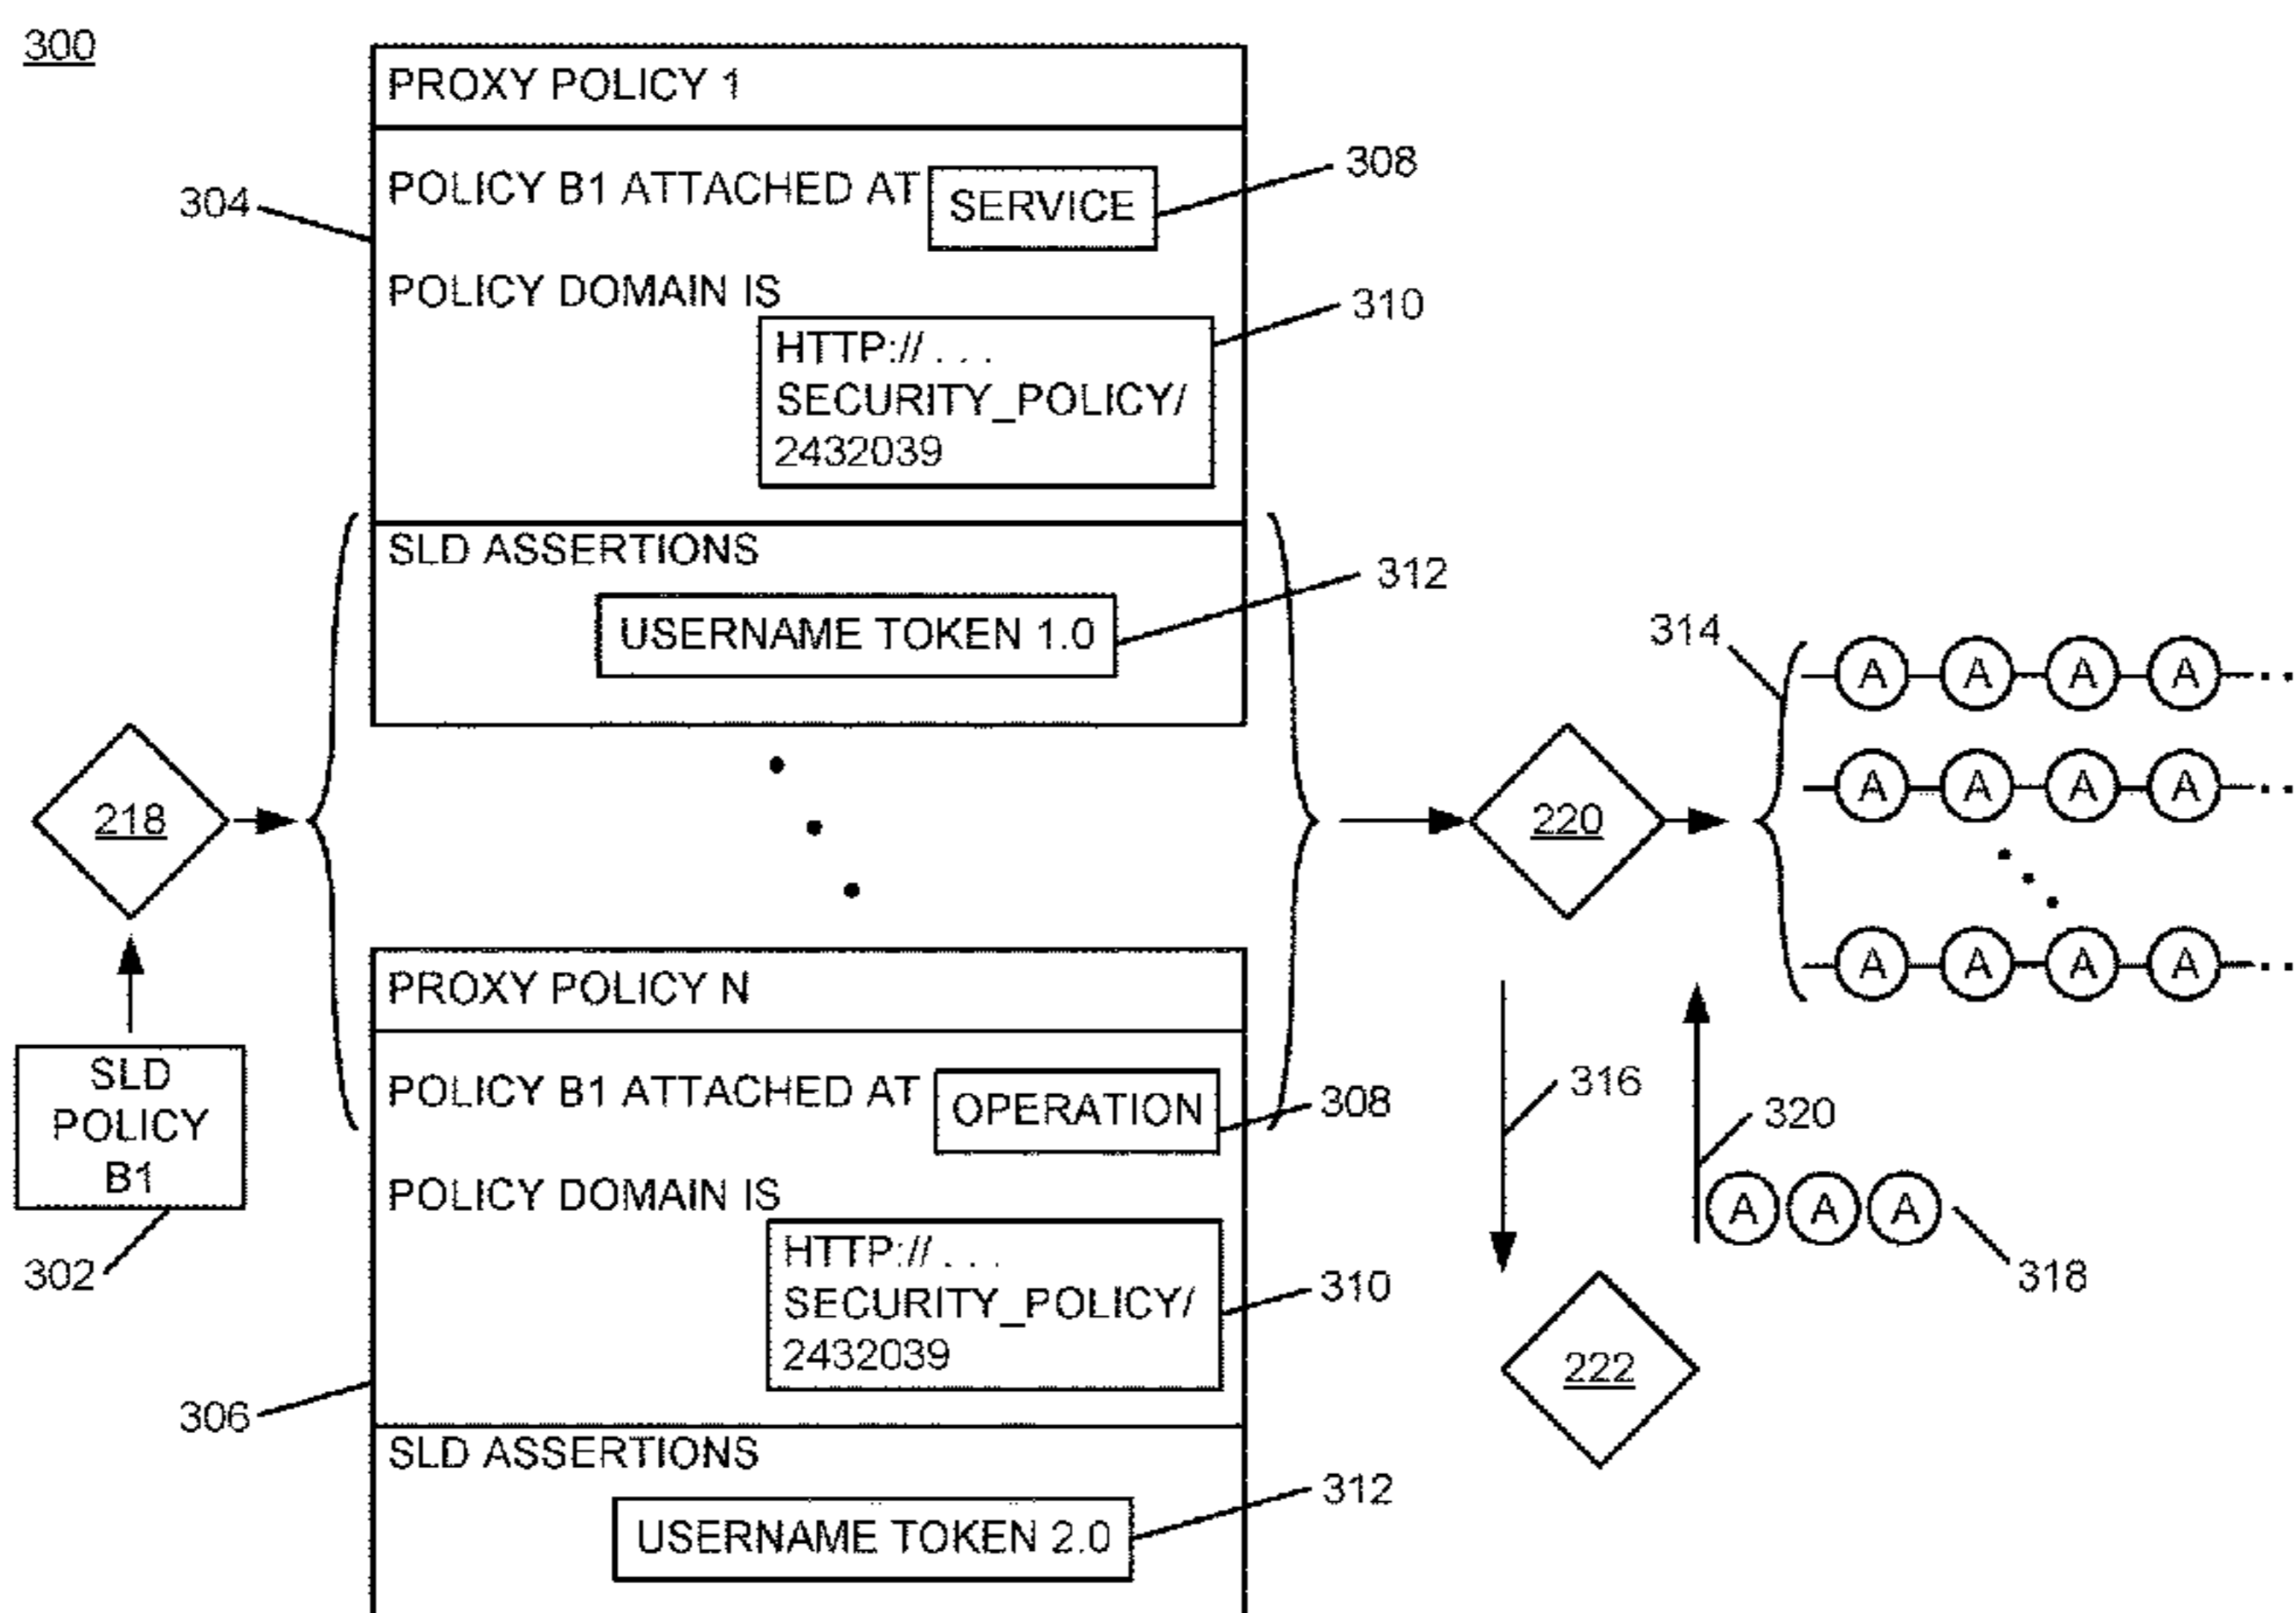 300
PROXY POLICY 1
POLICY B1 ATTACHED AT SERVICE
308
304
POLICY DOMAIN IS
310
HTTP:// . . .
SECURITY_POLICY/
2432039
SLD ASSERTIONS
312
USERNAME TOKEN 1.0
314
A A A A
A A A A
A A A A
218
220
SLD
POLICY
B1
302
PROXY POLICY N
POLICY B1 ATTACHED AT OPERATION
308
POLICY DOMAIN IS
HTTP:// . . .
SECURITY_POLICY/
2432039
310
306
SLD ASSERTIONS
312
USERNAME TOKEN 2.0
316
320
A A A
318
222